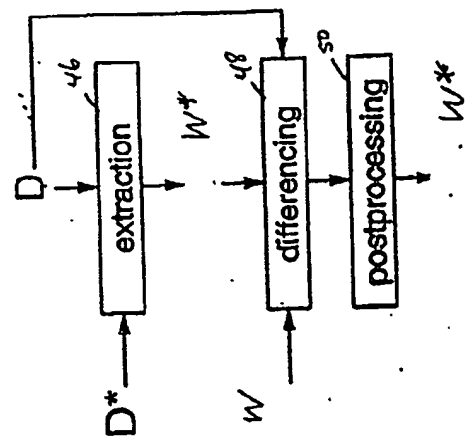 D
46
D*
extraction
W*
48
W
differencing
50
postprocessing
W*